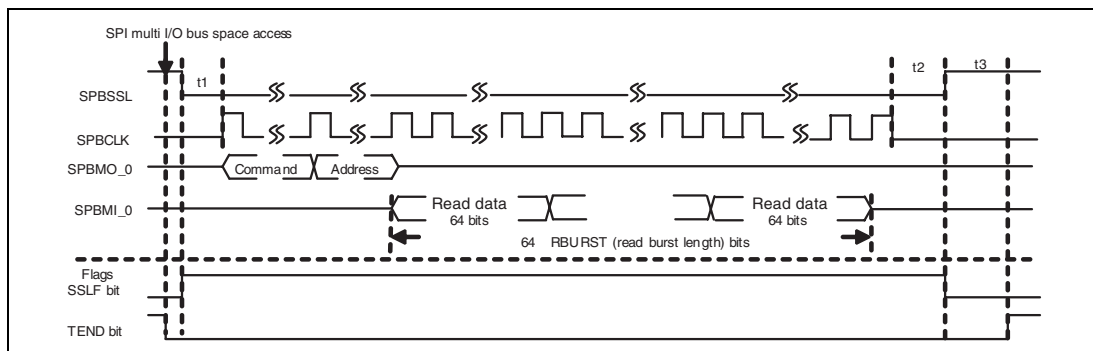 SPI multi I/O bus space access
t1
t2
t3
SPBSSL
SPBCLK
SPBMO_0
Command
Address
SPBMI_0
Read data
64 bits
Read data
64 bits
64 RBURST (read burst length) bits
Flags
SSLF bit
TEND bit